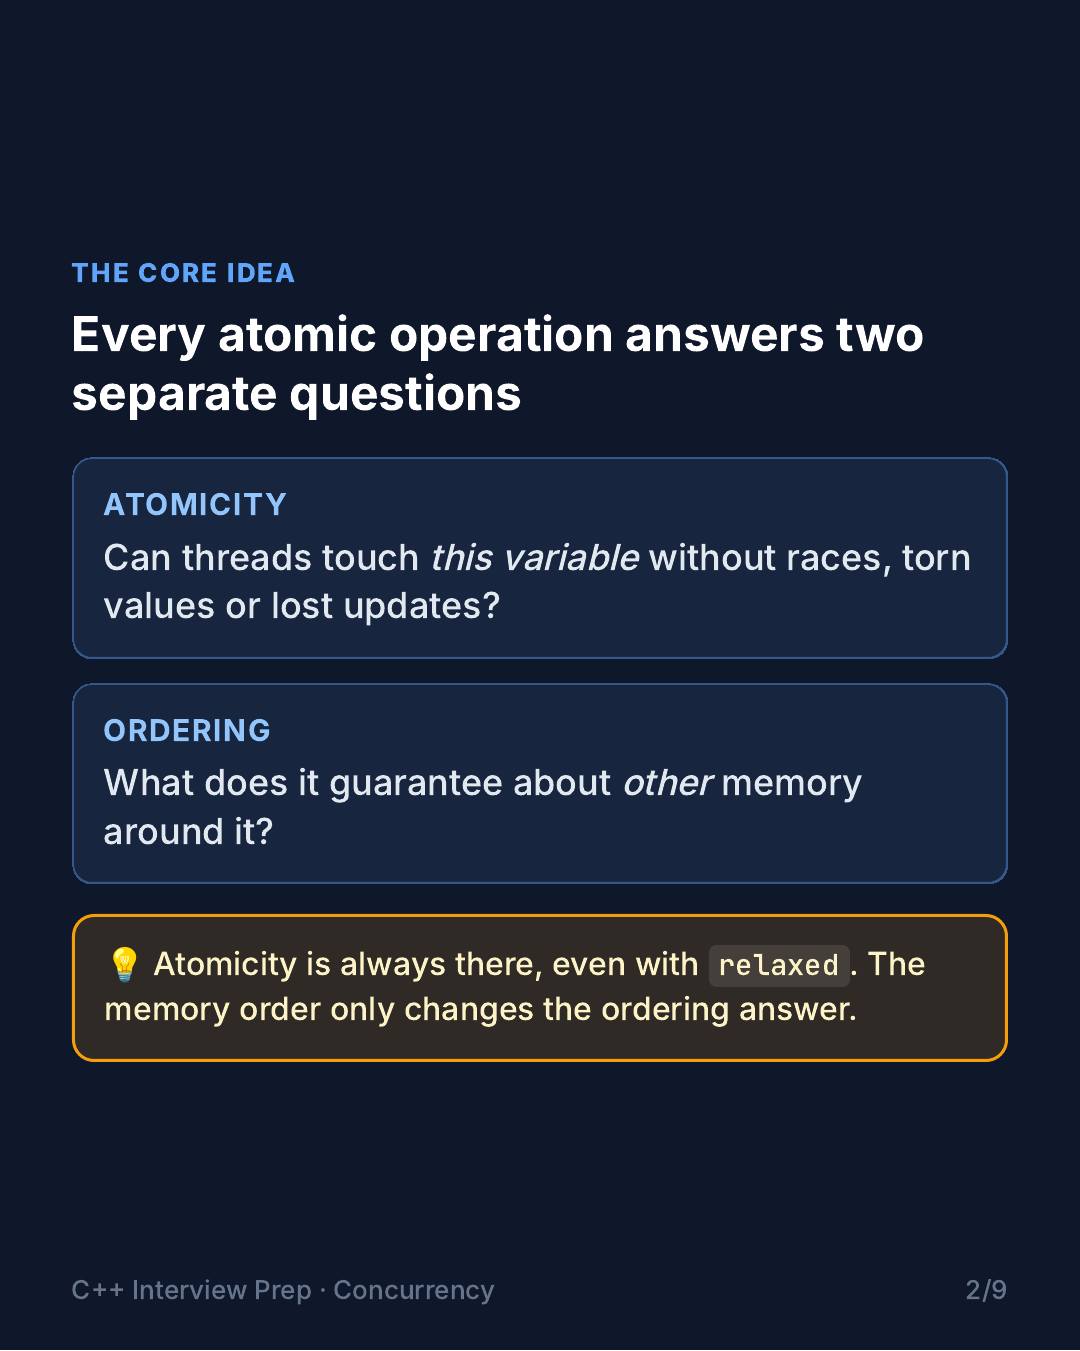 THE CORE IDEA
Every atomic operation answers two
separate questions
ATOMICITY
Can threads touch this variable without races, torn
values or lost updates?
ORDERING
What does it guarantee about other memory
around it?
💡 Atomicity is always there, even with relaxed. The
memory order only changes the ordering answer.
C++ Interview Prep · Concurrency
2/9